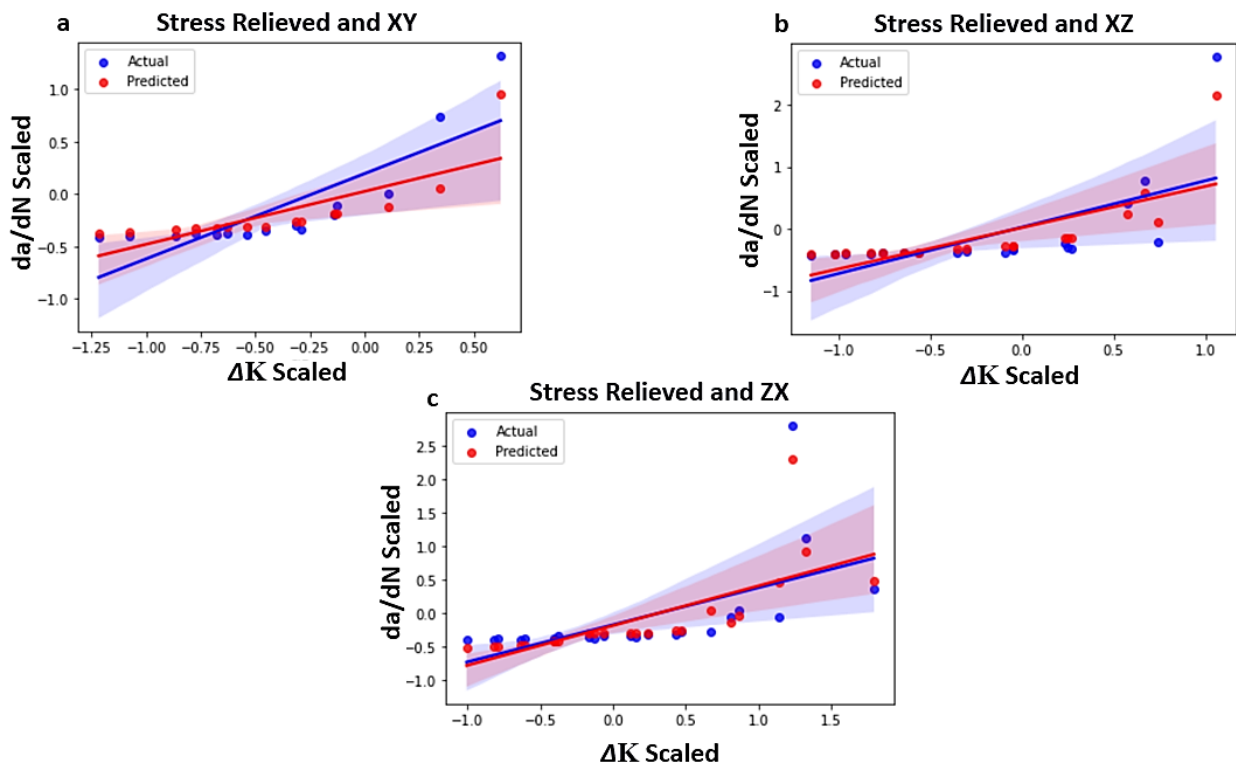 a
Stress Relieved and XY
Actual
Predicted
1.0
0.5
0.0
−0.5
−1.0
da/dN Scaled
−1.25
−1.00
−0.75
−0.50
−0.25
0.00
0.25
0.50
ΔK Scaled
b
Stress Relieved and XZ
Actual
Predicted
2
1
0
−1
da/dN Scaled
−1.0
−0.5
0.0
0.5
1.0
ΔK Scaled
c
Stress Relieved and ZX
Actual
Predicted
2.5
2.0
1.5
1.0
0.5
0.0
−0.5
−1.0
da/dN Scaled
−1.0
−0.5
0.0
0.5
1.0
1.5
ΔK Scaled